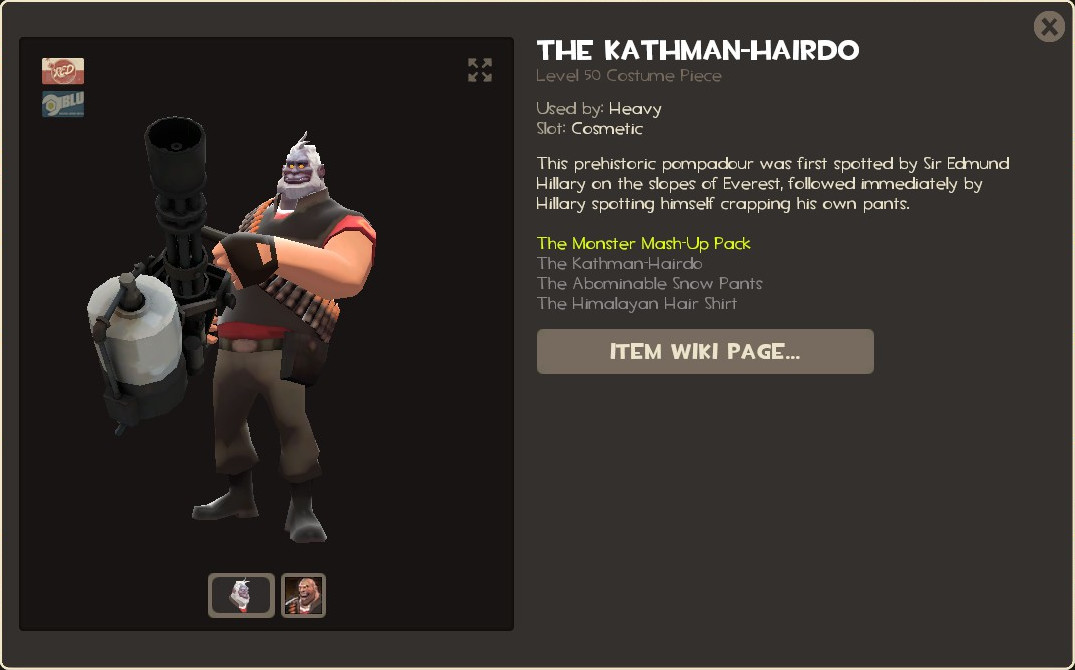 THE KATHMAN-HAIRDO
Level 50 Costume Piece
Used by: Heavy
Slot: Cosmetic
This prehistoric pompadour was first spotted by Sir Edmund
Hillary on the slopes of Everest, followed immediately by
Hillary spotting himself crapping his own pants.
The Monster Mash-Up Pack
The Kathman-Hairdo
The Abominable Snow Pants
The Himalayan Hair Shirt
ITEM WIKI PAGE...
RED
BLU